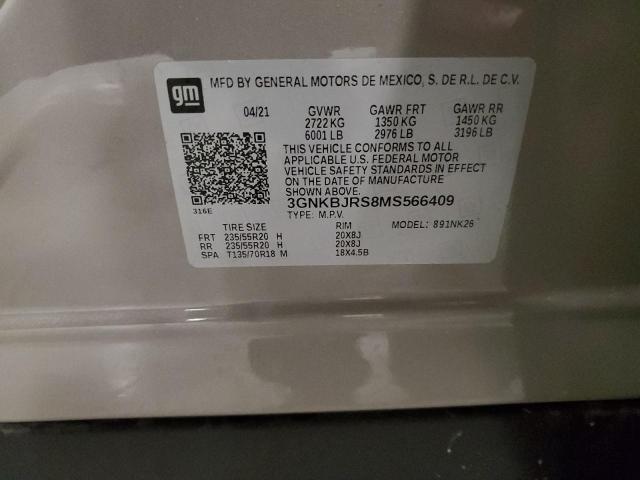 gm
MFD BY GENERAL MOTORS DE MEXICO, S. DE R.L. DE C.V.
04/21 GVWR GAWR FRT GAWR RR
2722 KG 1350 KG 1450 KG
6001 LB 2976 LB 3196 LB
THIS VEHICLE CONFORMS TO ALL
APPLICABLE U.S. FEDERAL MOTOR
VEHICLE SAFETY STANDARDS IN EFFECT
ON THE DATE OF MANUFACTURE
SHOWN ABOVE.
316E
3GNKBJRS8MS566409
TYPE: M.P.V. MODEL: 891NK26
TIRE SIZE RIM
FRT 235/55R20 H 20X8J
RR 235/55R20 H 20X8J
SPA T135/70R18 M 18X4.5B